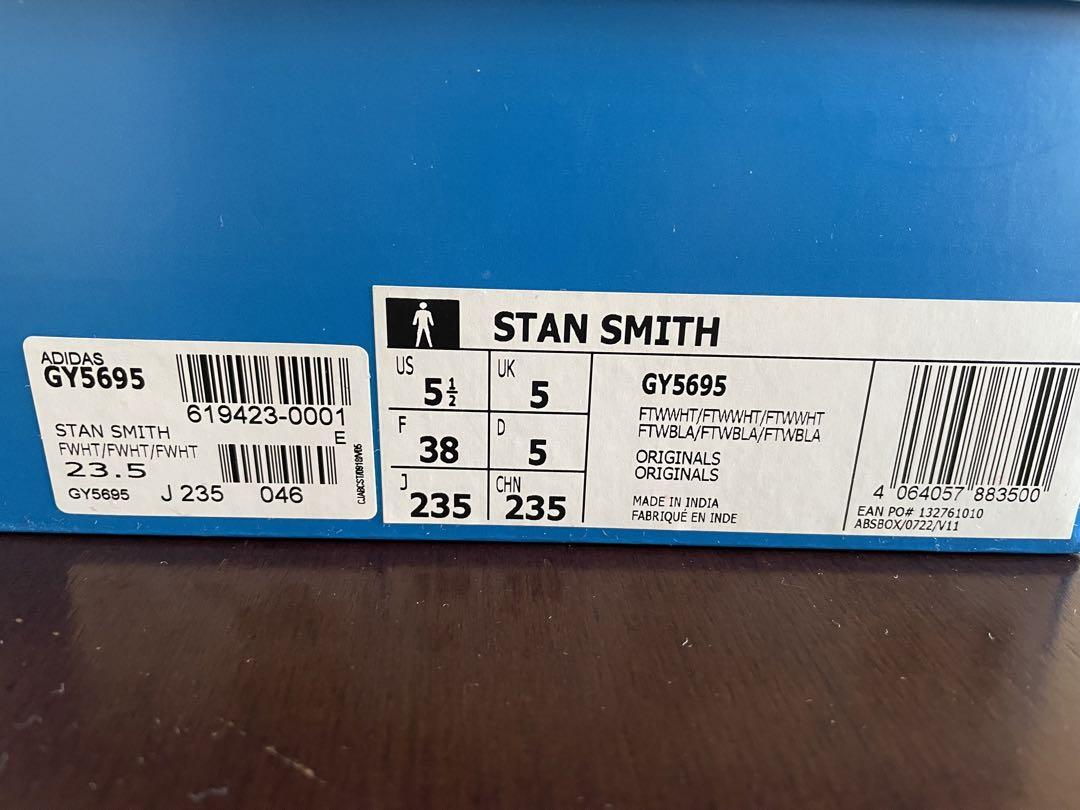 ADIDAS
GY5695
619423-0001
E
STAN SMITH
FWHT/FWHT/FWHT
23.5
GY5695 J 235 046
STAN SMITH
US 5 1/2
UK 5
F 38
D 5
J 235
CHN 235
GY5695
FTWWHT/FTWWHT/FTWWHT
FTWBLA/FTWBLA/FTWBLA
ORIGINALS
ORIGINALS
MADE IN INDIA
FABRIQUÉ EN INDE
4 064057 883500
EAN PO# 132761010
ABSBOX/0722/V11